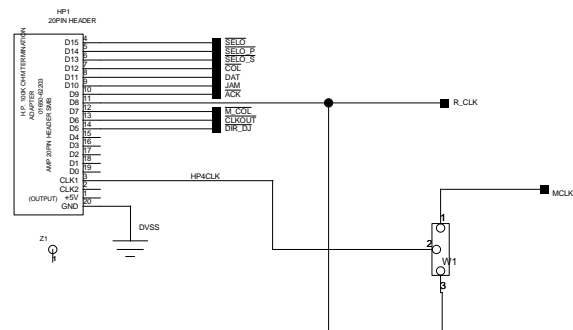 HP1
20PIN HEADER
H.P. 100K OHM TERMINATION
ADAPTER
01650-62203
AMP 20PIN HEADER SMB
D15 4 SELO
D14 5 SELO_P
D13 6 SELO_S
D12 7 COL
D11 8 DAT
D10 9 JAM
D9 10 ACK
D8 11 R_CLK
D7 12 M_COL
D6 13 CLKOUT
D5 14 DIR_DJ
D4 15
D3 16
D2 17
D1 18
D0 19
CLK1 3 HP4CLK
CLK2 2
(OUTPUT) +5V 1
GND 20
DVSS
MCLK
1
2
W1
3
Z1
1